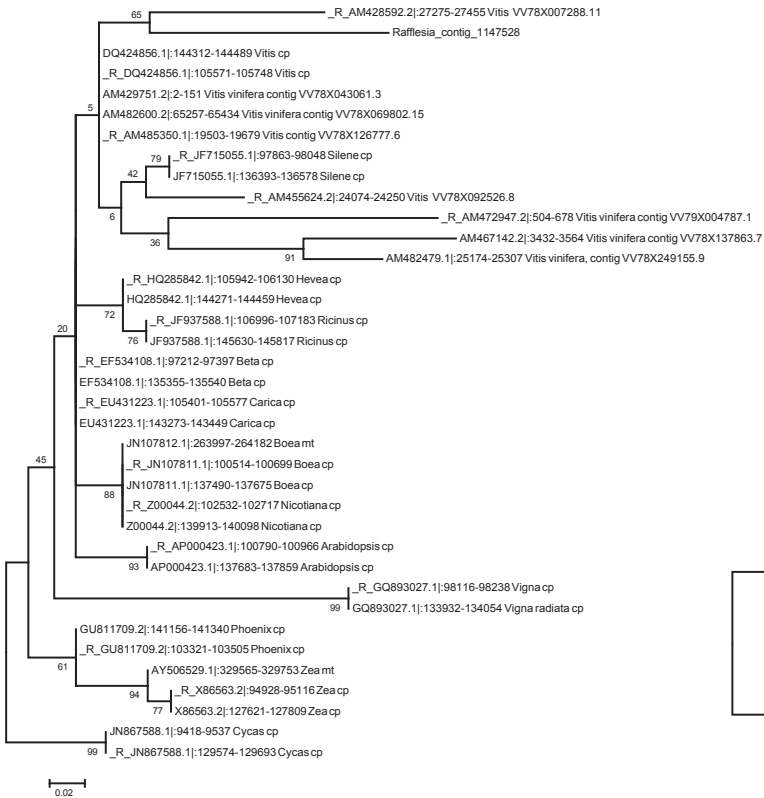 65
_R_AM428592.2|:27275-27455 Vitis VV78X007288.11
Rafflesia_contig_1147528
DQ424856.1|:144312-144489 Vitis cp
_R_DQ424856.1|:105571-105748 Vitis cp
AM429751.2|:2-151 Vitis vinifera contig VV78X043061.3
5
AM482600.2|:65257-65434 Vitis vinifera contig VV78X069802.15
_R_AM485350.1|:19503-19679 Vitis contig VV78X126777.6
79
_R_JF715055.1|:97863-98048 Silene cp
42
JF715055.1|:136393-136578 Silene cp
_R_AM455624.2|:24074-24250 Vitis VV78X092526.8
6
_R_AM472947.2|:504-678 Vitis vinifera contig VV79X004787.1
36
AM467142.2|:3432-3564 Vitis vinifera contig VV78X137863.7
91
AM482479.1|:25174-25307 Vitis vinifera, contig VV78X249155.9
_R_HQ285842.1|:105942-106130 Hevea cp
HQ285842.1|:144271-144459 Hevea cp
72
_R_JF937588.1|:106996-107183 Ricinus cp
76
JF937588.1|:145630-145817 Ricinus cp
20
_R_EF534108.1|:97212-97397 Beta cp
EF534108.1|:135355-135540 Beta cp
_R_EU431223.1|:105401-105577 Carica cp
EU431223.1|:143273-143449 Carica cp
JN107812.1|:263997-264182 Boea mt
45
_R_JN107811.1|:100514-100699 Boea cp
JN107811.1|:137490-137675 Boea cp
88
_R_Z00044.2|:102532-102717 Nicotiana cp
Z00044.2|:139913-140098 Nicotiana cp
_R_AP000423.1|:100790-100966 Arabidopsis cp
93
AP000423.1|:137683-137859 Arabidopsis cp
_R_GQ893027.1|:98116-98238 Vigna cp
99
GQ893027.1|:133932-134054 Vigna radiata cp
GU811709.2|:141156-141340 Phoenix cp
_R_GU811709.2|:103321-103505 Phoenix cp
61
AY506529.1|:329565-329753 Zea mt
94
_R_X86563.2|:94928-95116 Zea cp
77
X86563.2|:127621-127809 Zea cp
JN867588.1|:9418-9537 Cycas cp
99
_R_JN867588.1|:129574-129693 Cycas cp
0.02